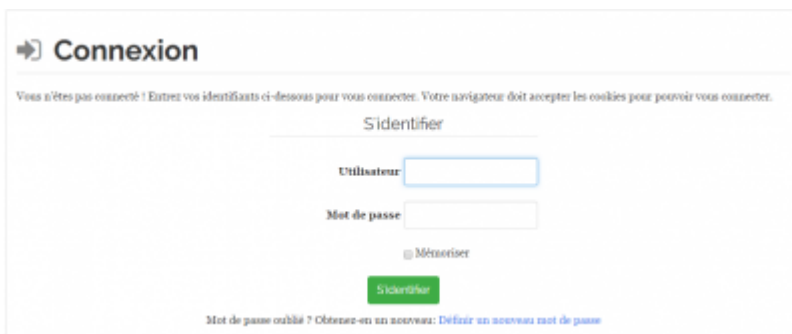 Connexion
Vous n'êtes pas connecté ! Entrez vos identifiants ci-dessous pour vous connecter. Votre navigateur doit accepter les cookies pour pouvoir vous connecter.
S'identifier
Utilisateur
Mot de passe
Mémoriser
S'identifier
Mot de passe oublié ? Obtenez-en un nouveau: Définir un nouveau mot de passe